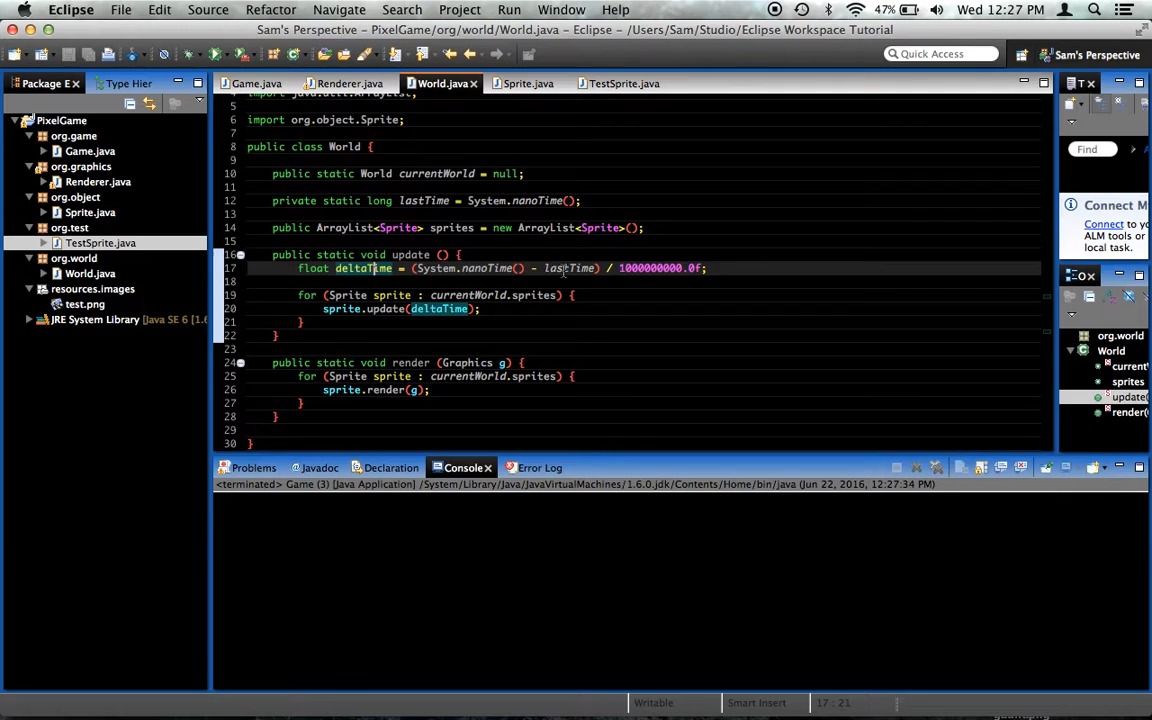 Eclipse File Edit Source Refactor Navigate Search Project Run Window Help 47% Wed 12:27 PM
Sam's Perspective - PixelGame/org/world/World.java - Eclipse - /Users/Sam/Studio/Eclipse Workspace Tutorial
Quick Access Sam's Perspective
Package E Type Hier
PixelGame
org.game
Game.java
org.graphics
Renderer.java
org.object
Sprite.java
org.test
TestSprite.java
org.world
World.java
resources.images
test.png
JRE System Library [Java SE 6 [1.6
Game.java Renderer.java World.java Sprite.java TestSprite.java
4 import java.util.ArrayList;
5
6 import org.object.Sprite;
7
8 public class World {
9
10 public static World currentWorld = null;
11
12 private static long lastTime = System.nanoTime();
13
14 public ArrayList<Sprite> sprites = new ArrayList<Sprite>();
15
16 public static void update () {
17 float deltaTime = (System.nanoTime() - lastTime) / 1000000000.0f;
18
19 for (Sprite sprite : currentWorld.sprites) {
20 sprite.update(deltaTime);
21 }
22 }
23
24 public static void render (Graphics g) {
25 for (Sprite sprite : currentWorld.sprites) {
26 sprite.render(g);
27 }
28 }
29
30 }
T
Find
Connect M
Connect to y
ALM tools or
O
org.world
World
current
sprites
update(
render(
Problems Javadoc Declaration Console Error Log
<terminated> Game (3) [Java Application] /System/Library/Java/JavaVirtualMachines/1.6.0.jdk/Contents/Home/bin/java (Jun 22, 2016, 12:27:34 PM)
Writable Smart Insert 17 : 21